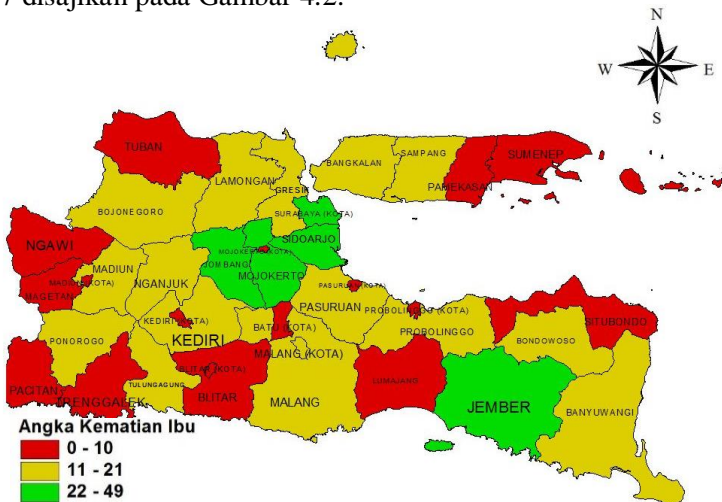 7 disajikan pada Gambar 4.2.
N
W
E
S
TUBAN
LAMONGAN
GRESIK
BANGKALAN
SAMPANG
PAMEKASAN
SUMENEP
BOJONEGORO
SURABAYA (KOTA)
SIDOARJO
NGAWI
MADIUN
MADIUN (KOTA)
MAGETAN
NGANJUK
JOMBANG
MOJOKERTO (KOTA)
MOJOKERTO
PASURUAN (KOTA)
PASURUAN
PROBOLINGGO (KOTA)
PROBOLINGGO
SITUBONDO
BONDOWOSO
PONOROGO
KEDIRI (KOTA)
KEDIRI
BATU (KOTA)
MALANG (KOTA)
PACITAN
TRENGGALEK
TULUNGAGUNG
BLITAR (KOTA)
BLITAR
MALANG
LUMAJANG
JEMBER
BANYUWANGI
Angka Kematian Ibu
0 - 10
11 - 21
22 - 49